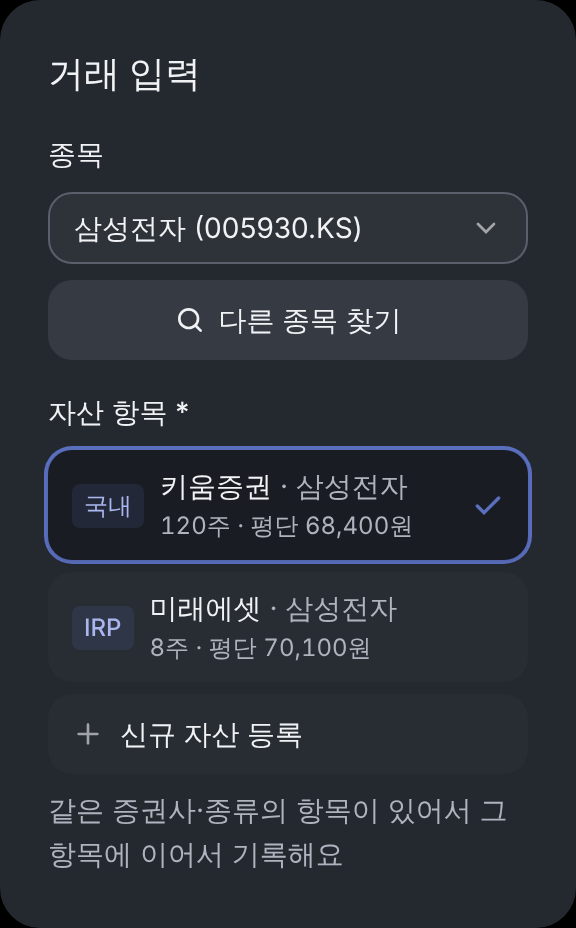 거래 입력
종목
삼성전자 (005930.KS)
다른 종목 찾기
자산 항목 *
국내
키움증권 · 삼성전자
120주 · 평단 68,400원
IRP
미래에셋 · 삼성전자
8주 · 평단 70,100원
신규 자산 등록
같은 증권사·종류의 항목이 있어서 그
항목에 이어서 기록해요